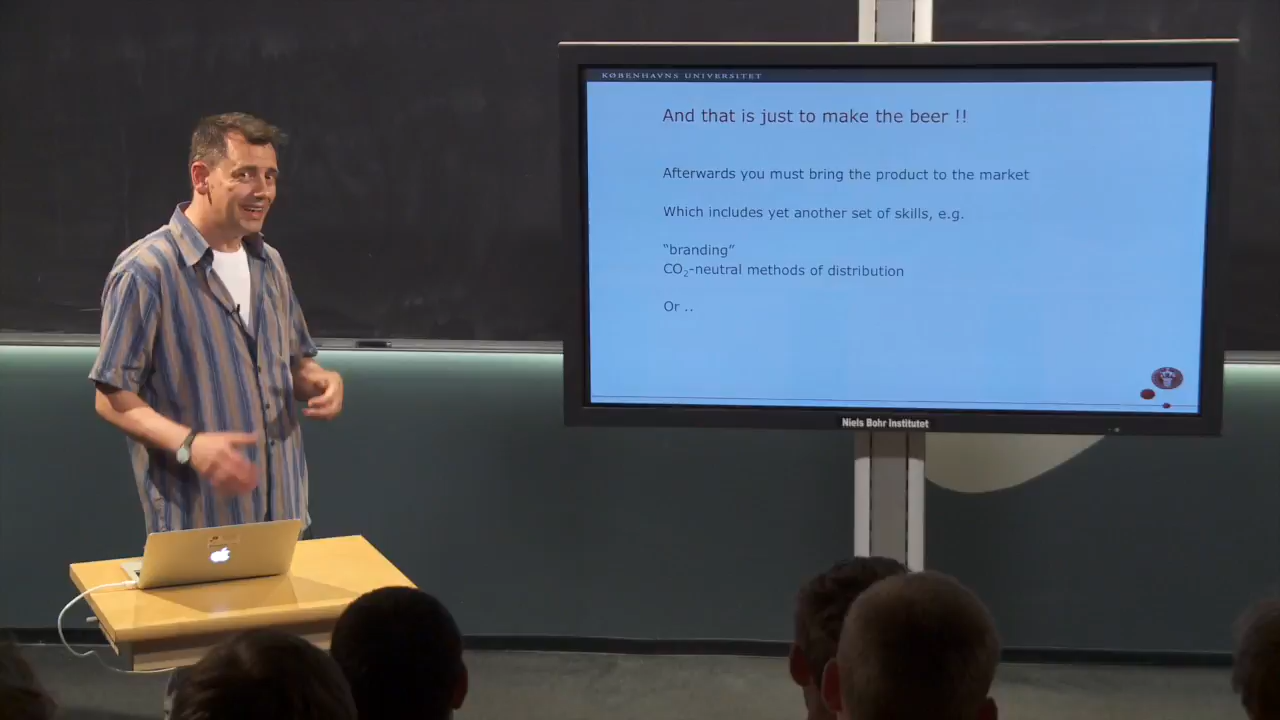 KØBENHAVNS UNIVERSITET
And that is just to make the beer !!
Afterwards you must bring the product to the market
Which includes yet another set of skills, e.g.
“branding”
CO₂-neutral methods of distribution
Or ..
Niels Bohr Institutet